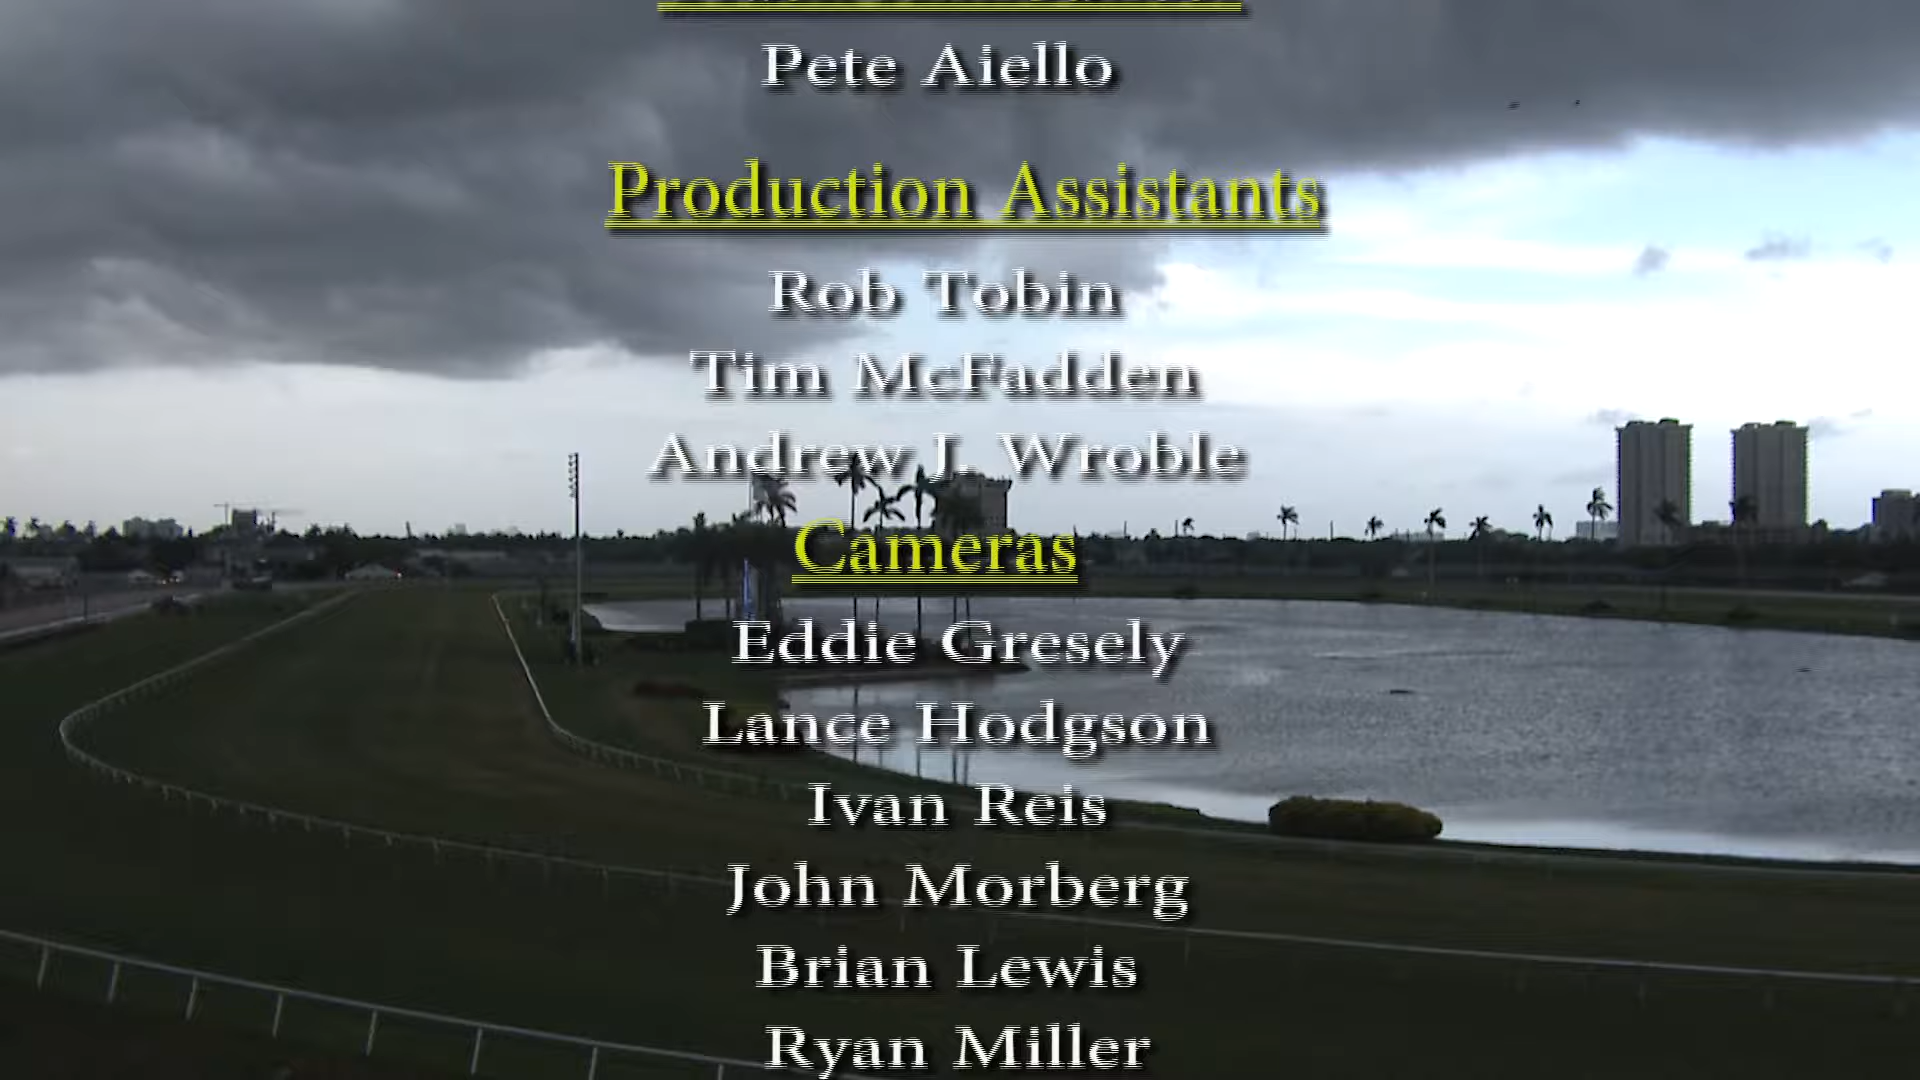 Pete Aiello
Production Assistants
Rob Tobin
Tim McFadden
Andrew J. Wroble
Cameras
Eddie Gresely
Lance Hodgson
Ivan Reis
John Morberg
Brian Lewis
Ryan Miller